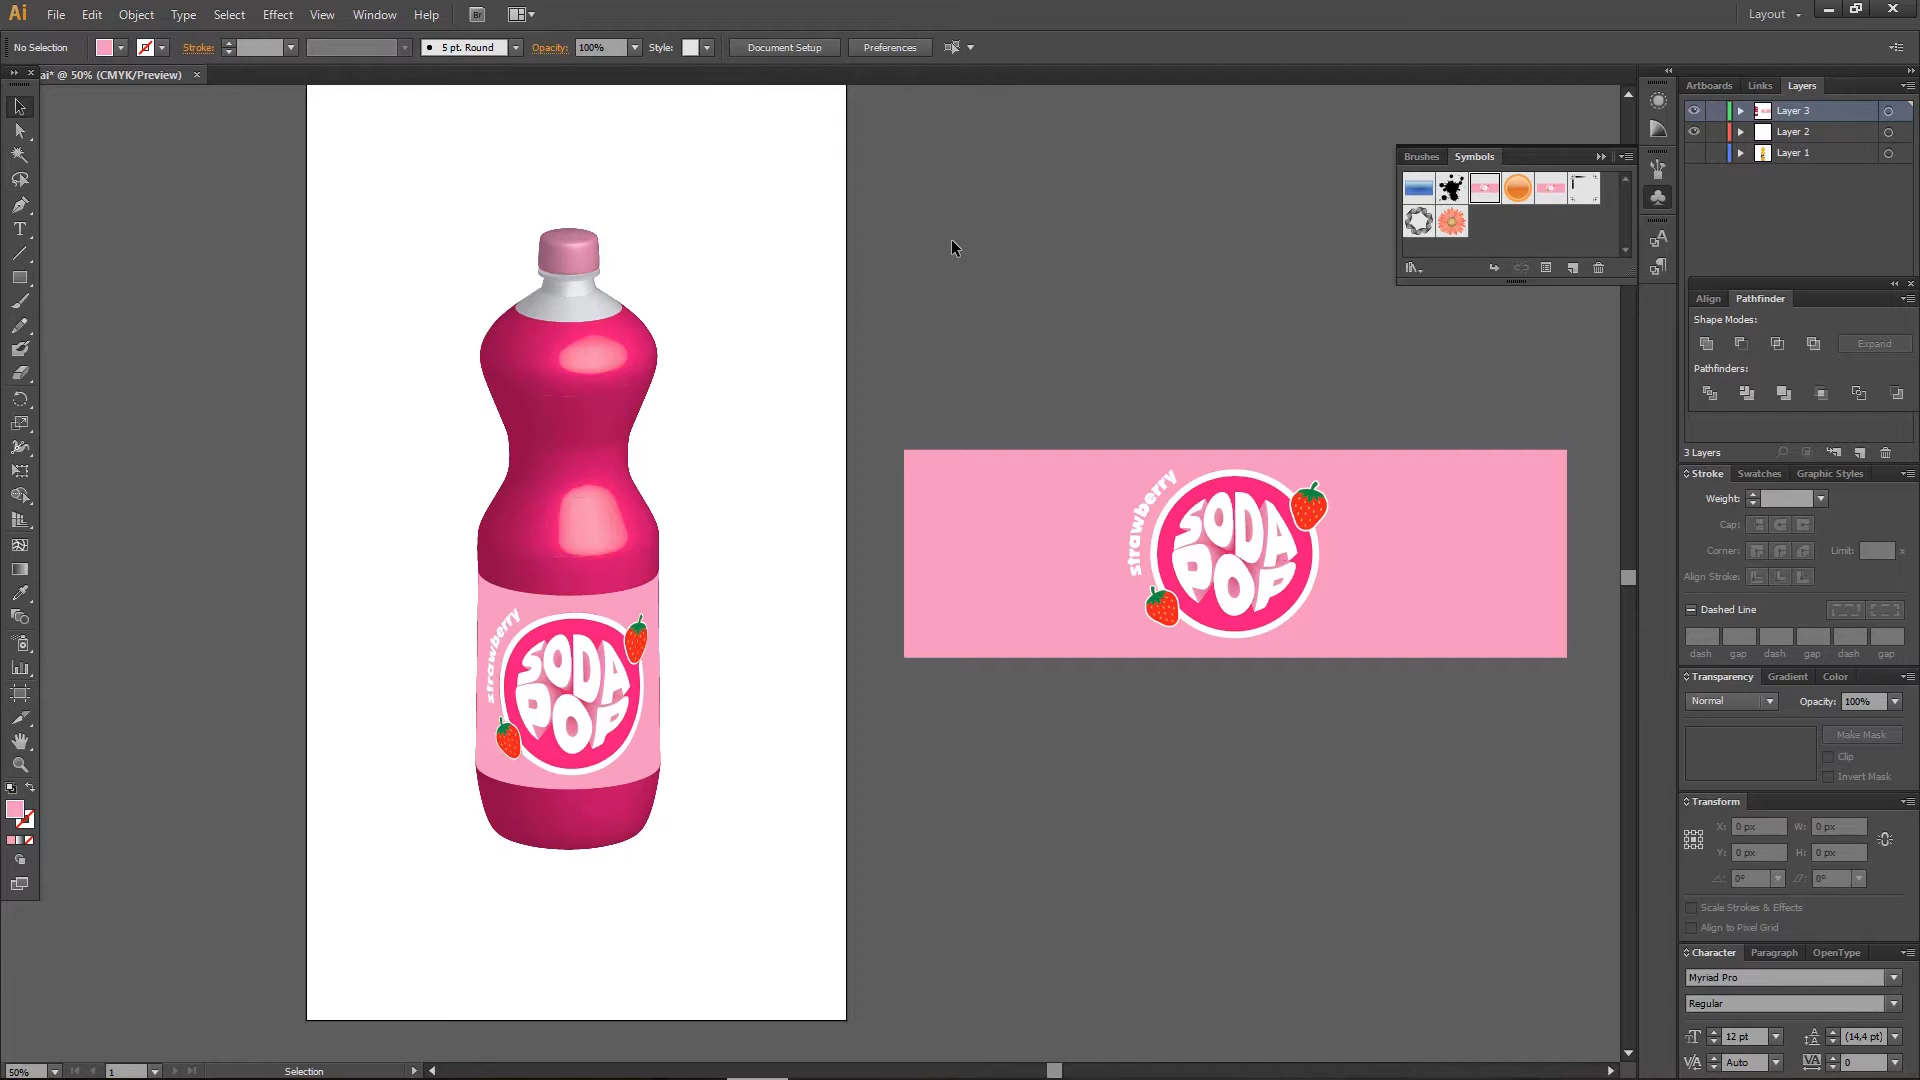 Ai File Edit Object Type Select Effect View Window Help Br Layout
No Selection Stroke: 5 pt. Round Opacity: 100% Style: Document Setup Preferences
ai* @ 50% (CMYK/Preview)
Artboards Links Layers
Layer 3
Layer 2
Layer 1
Brushes Symbols
Align Pathfinder
Shape Modes:
Expand
Pathfinders:
3 Layers
Stroke Swatches Graphic Styles
Weight:
Cap:
Corner: Limit: x
Align Stroke:
Dashed Line
dash gap dash gap dash gap
Transparency Gradient Color
Normal Opacity: 100%
Make Mask
Clip
Invert Mask
Transform
X: 0 px W: 0 px
Y: 0 px H: 0 px
0° 0°
Scale Strokes & Effects
Align to Pixel Grid
Character Paragraph OpenType
Myriad Pro
Regular
12 pt (14,4 pt)
Auto 0
strawberry
SODA
POP
strawberry
SODA
POP
50% 1 Selection